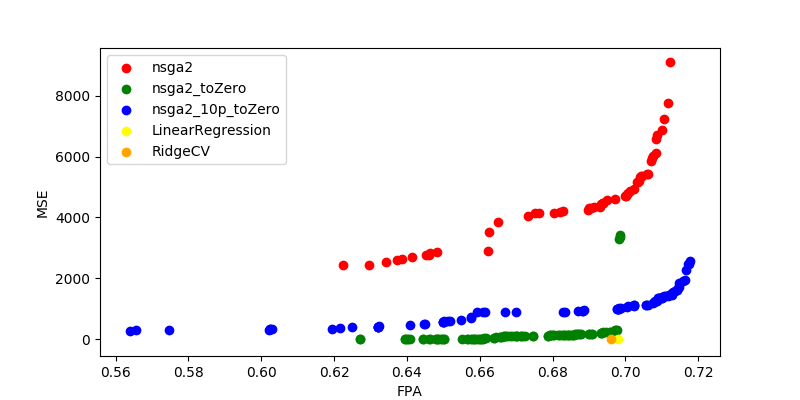 nsga2
nsga2_toZero
nsga2_10p_toZero
LinearRegression
RidgeCV
MSE
8000
6000
4000
2000
0
0.56 0.58 0.60 0.62 0.64 0.66 0.68 0.70 0.72
FPA